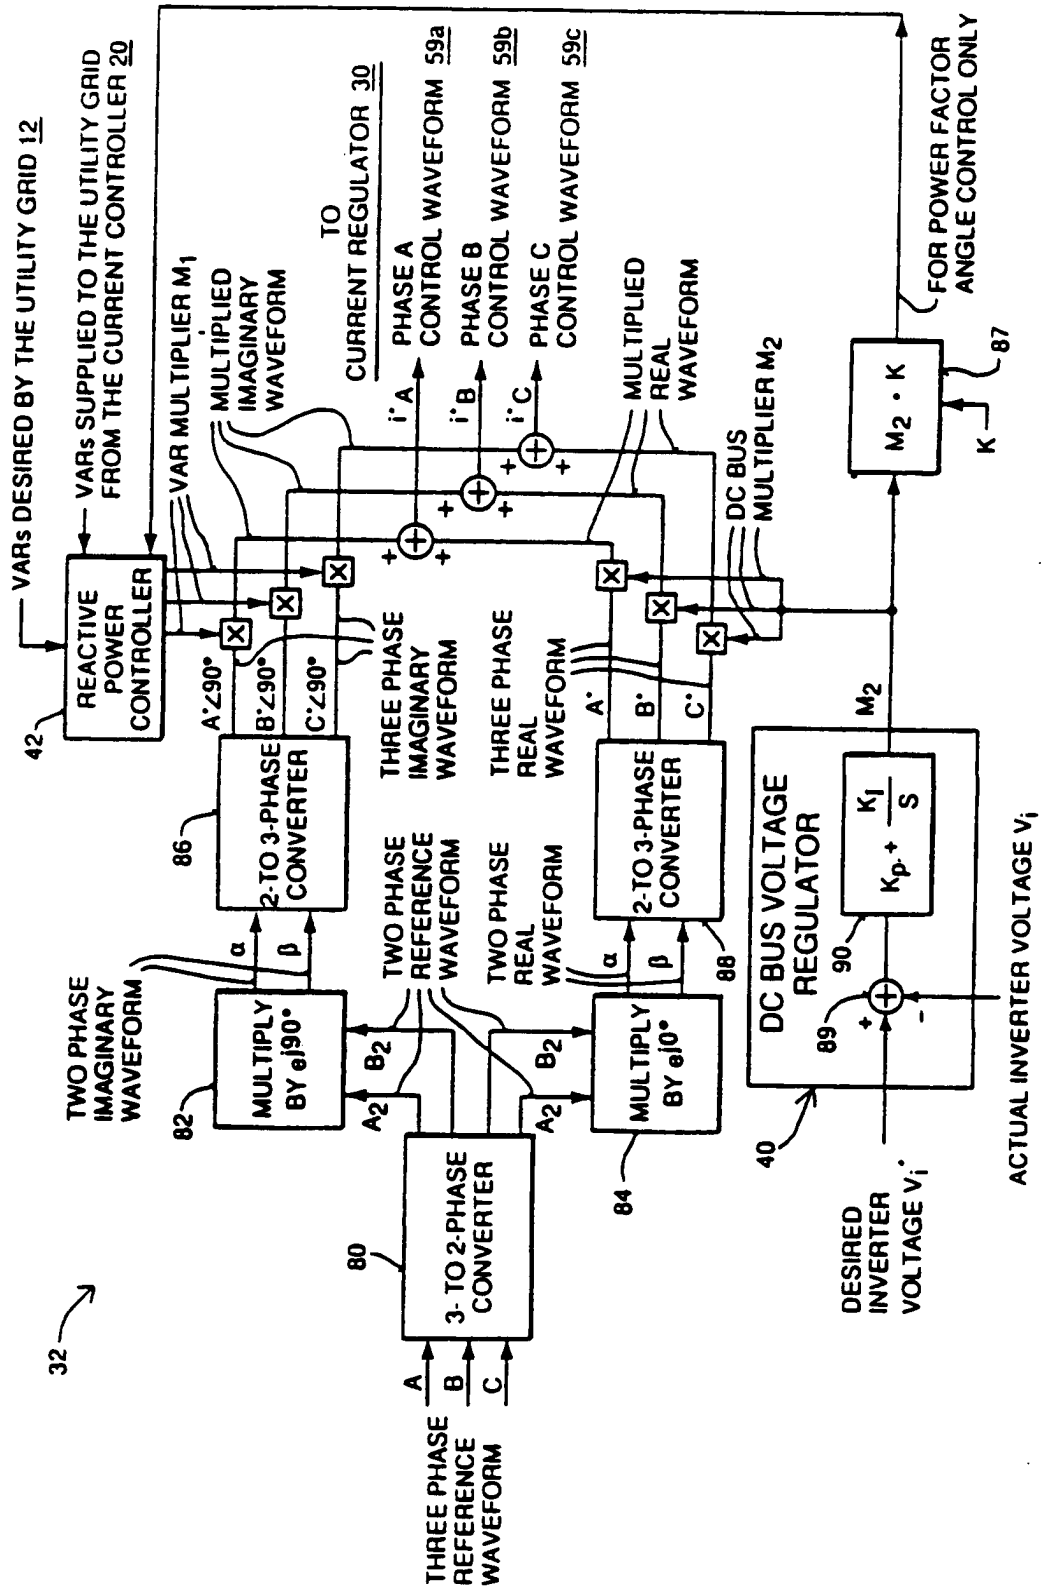 32
THREE PHASE
REFERENCE
WAVEFORM
A
B
C
80
3- TO 2-PHASE
CONVERTER
A2
B2
B2
A2
TWO PHASE
IMAGINARY
WAVEFORM
82
MULTIPLY
BY ej90°
α
β
TWO PHASE
REFERENCE
WAVEFORM
TWO PHASE
REAL
WAVEFORM
84
MULTIPLY
BY ej0°
α
β
86
2-TO 3-PHASE
CONVERTER
88
2-TO 3-PHASE
CONVERTER
VARs DESIRED BY THE UTILITY GRID 12
VARs SUPPLIED TO THE UTILITY GRID
FROM THE CURRENT CONTROLLER 20
42
REACTIVE
POWER
CONTROLLER
VAR MULTIPLIER M1
MULTIPLIED
IMAGINARY
WAVEFORM
A*∠90°
B*∠90°
C*∠90°
X
X
X
THREE PHASE
IMAGINARY
WAVEFORM
THREE PHASE
REAL
WAVEFORM
A*
B*
C*
X
X
X
+
+
+
+
+
+
+
+
+
i*A
i*B
i*C
TO
CURRENT REGULATOR 30
PHASE A
CONTROL WAVEFORM 59a
PHASE B
CONTROL WAVEFORM 59b
PHASE C
CONTROL WAVEFORM 59c
MULTIPLIED
REAL
WAVEFORM
DC BUS
MULTIPLIER M2
40
DC BUS VOLTAGE
REGULATOR
DESIRED
INVERTER
VOLTAGE Vi*
ACTUAL INVERTER VOLTAGE Vi
89
+
+
-
90
Kp + KI
S
M2
M2 · K
K
87
FOR POWER FACTOR
ANGLE CONTROL ONLY